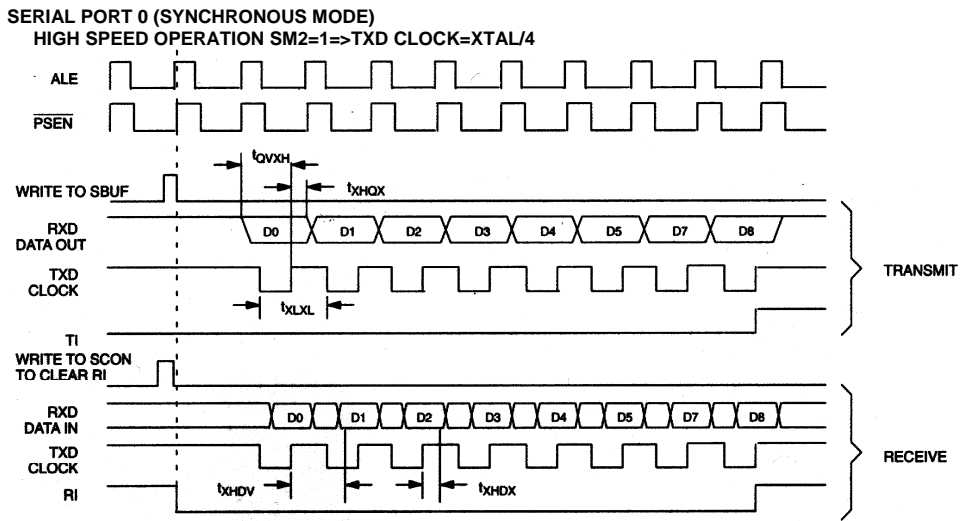 SERIAL PORT 0 (SYNCHRONOUS MODE)
HIGH SPEED OPERATION SM2=1=>TXD CLOCK=XTAL/4
ALE
PSEN
tQVXH
WRITE TO SBUF
tXHQX
RXD
DATA OUT
D0 D1 D2 D3 D4 D5 D7 D8
TXD
CLOCK
TRANSMIT
tXLXL
TI
WRITE TO SCON
TO CLEAR RI
RXD
DATA IN
D0 D1 D2 D3 D4 D5 D7 D8
TXD
CLOCK
RECEIVE
tXHDV
tXHDX
RI